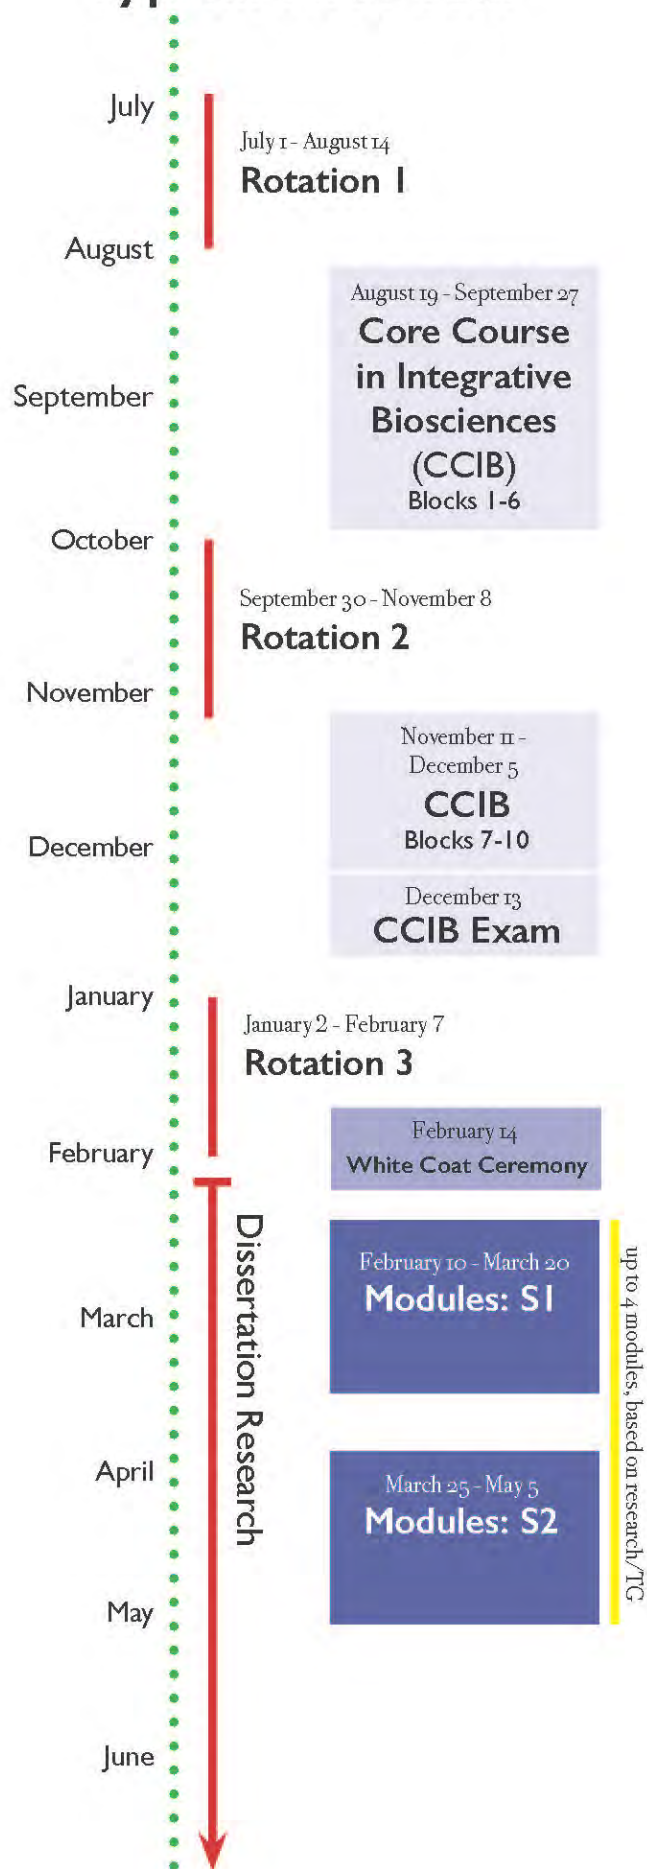 July
July 1 - August 14
Rotation 1
August
August 19 - September 27
Core Course
in Integrative
Biosciences
(CCIB)
Blocks 1-6
September
October
September 30 - November 8
Rotation 2
November
November 11 -
December 5
CCIB
Blocks 7-10
December
December 13
CCIB Exam
January
January 2 - February 7
Rotation 3
February
February 14
White Coat Ceremony
Dissertation Research
February 10 - March 20
Modules: S1
up to 4 modules, based on research/TG
March
April
March 25 - May 5
Modules: S2
May
June